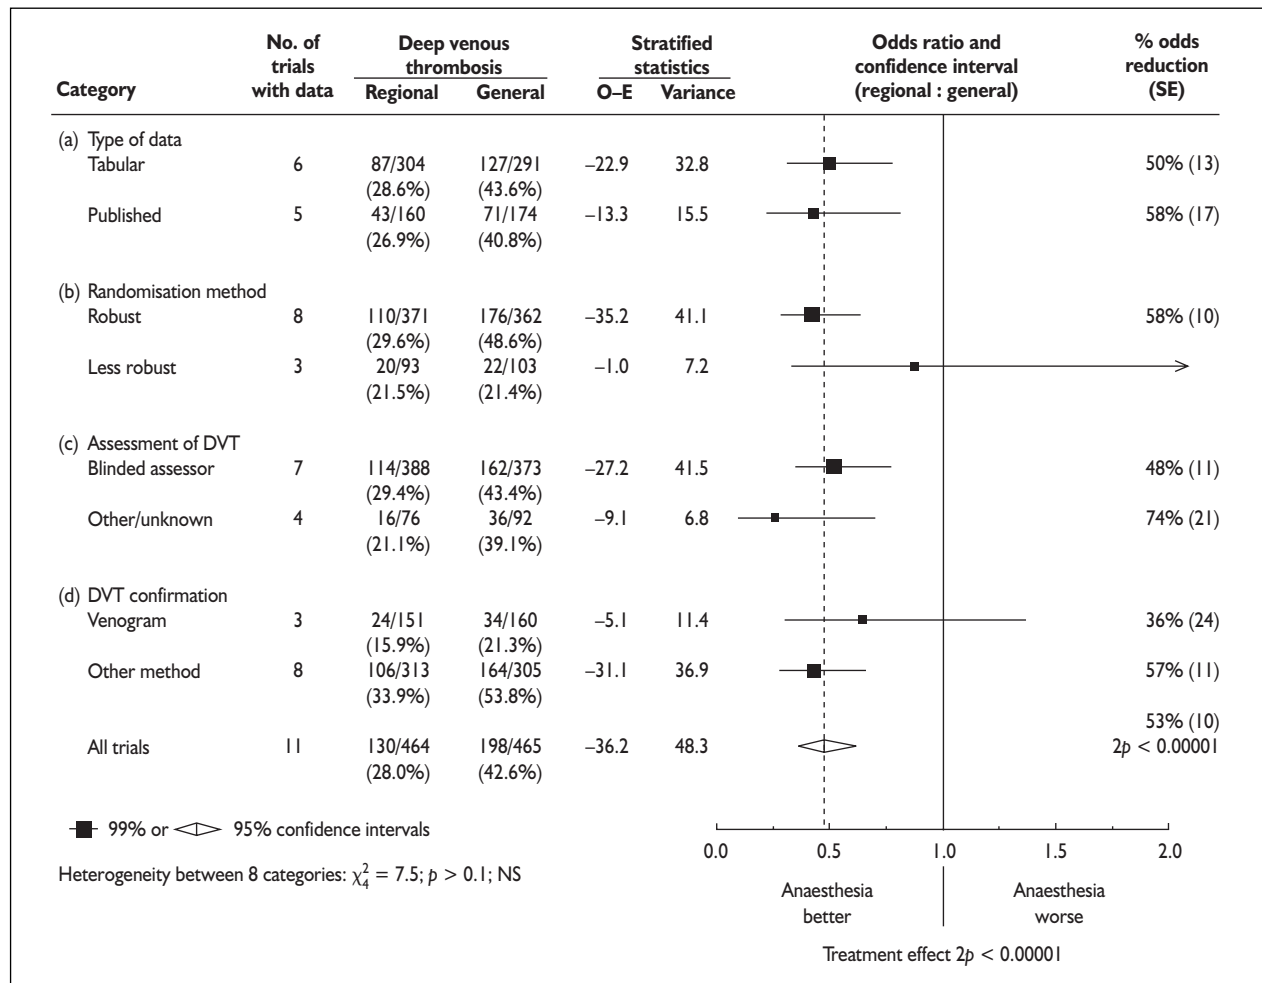 No. of Deep venous Stratified Odds ratio and % odds
trials thrombosis statistics confidence interval reduction
Category with data Regional General O–E Variance (regional : general) (SE)
(a) Type of data
Tabular 6 87/304 127/291 –22.9 32.8 50% (13)
(28.6%) (43.6%)
Published 5 43/160 71/174 –13.3 15.5 58% (17)
(26.9%) (40.8%)
(b) Randomisation method
Robust 8 110/371 176/362 –35.2 41.1 58% (10)
(29.6%) (48.6%)
Less robust 3 20/93 22/103 –1.0 7.2
(21.5%) (21.4%)
(c) Assessment of DVT
Blinded assessor 7 114/388 162/373 –27.2 41.5 48% (11)
(29.4%) (43.4%)
Other/unknown 4 16/76 36/92 –9.1 6.8 74% (21)
(21.1%) (39.1%)
(d) DVT confirmation
Venogram 3 24/151 34/160 –5.1 11.4 36% (24)
(15.9%) (21.3%)
Other method 8 106/313 164/305 –31.1 36.9 57% (11)
(33.9%) (53.8%)
53% (10)
All trials 11 130/464 198/465 –36.2 48.3 2p < 0.00001
(28.0%) (42.6%)
99% or 95% confidence intervals
0.0 0.5 1.0 1.5 2.0
Heterogeneity between 8 categories: χ²₄ = 7.5; p > 0.1; NS
Anaesthesia Anaesthesia
better worse
Treatment effect 2p < 0.00001